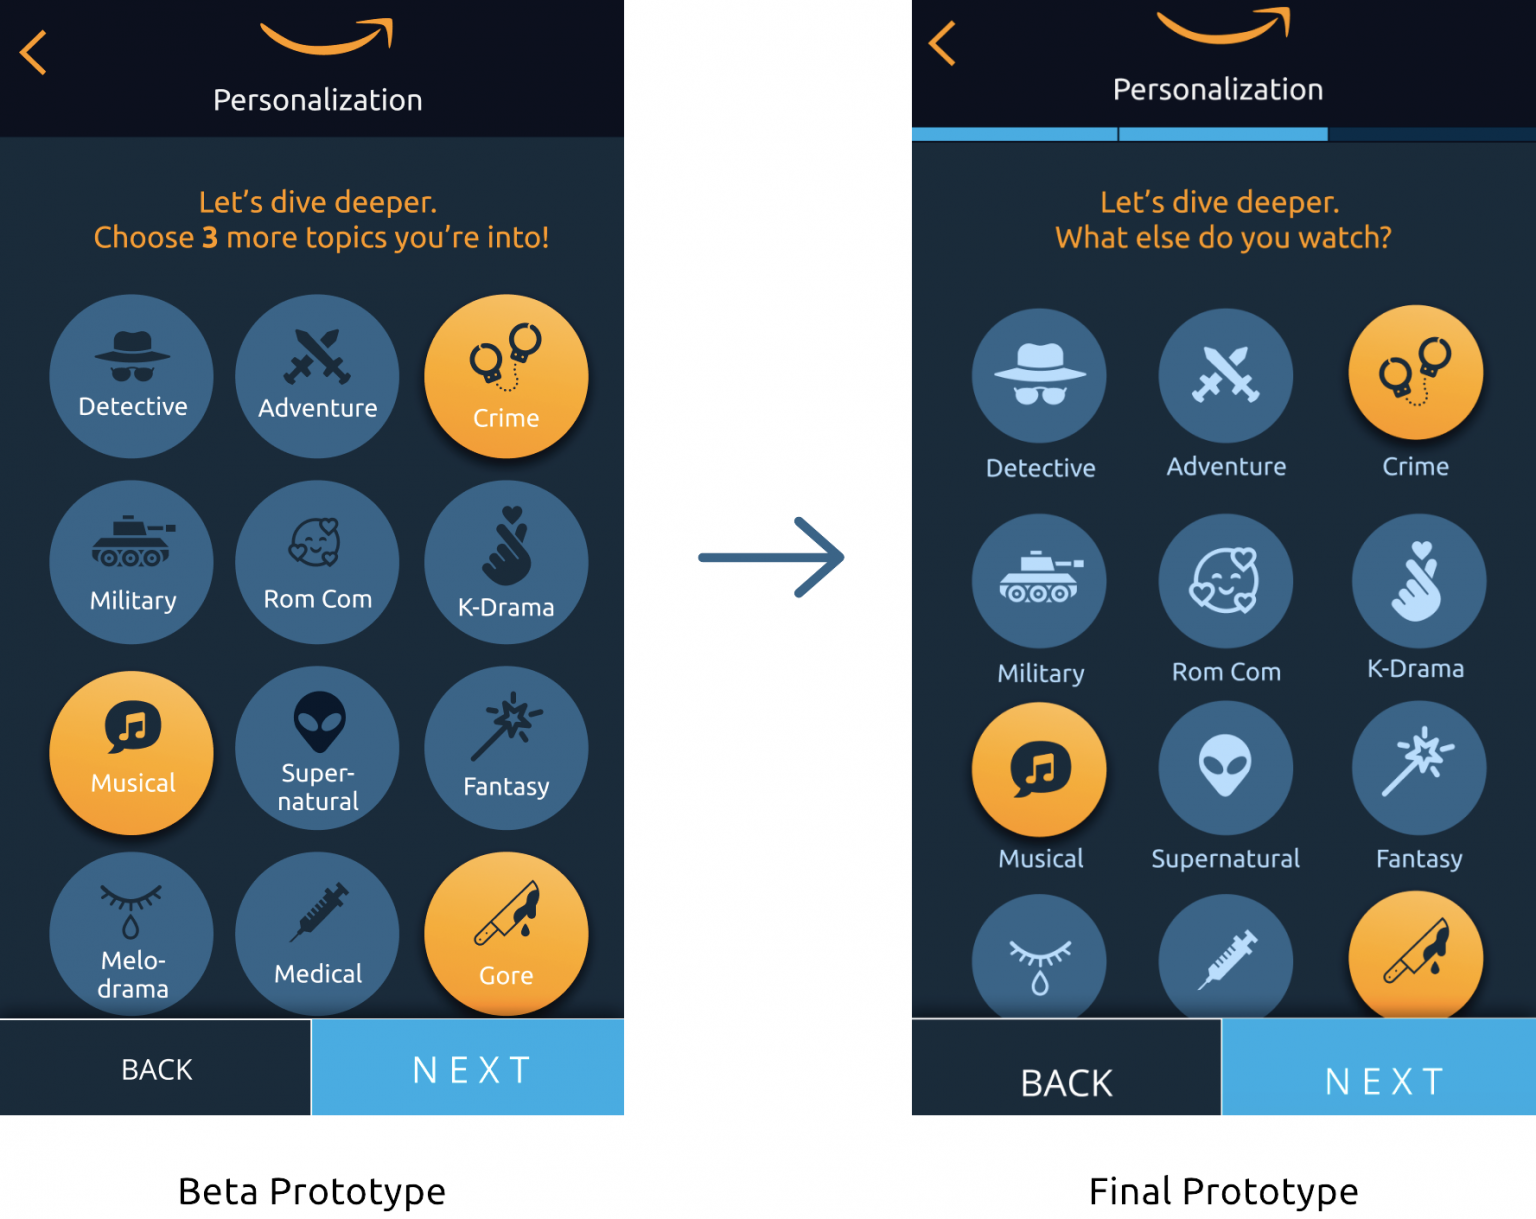 Personalization
Let's dive deeper.
Choose 3 more topics you're into!
Detective
Adventure
Crime
Military
Rom Com
K-Drama
Musical
Super-
natural
Fantasy
Melo-
drama
Medical
Gore
BACK
NEXT
Beta Prototype
Personalization
Let's dive deeper.
What else do you watch?
Detective
Adventure
Crime
Military
Rom Com
K-Drama
Musical
Supernatural
Fantasy
BACK
NEXT
Final Prototype